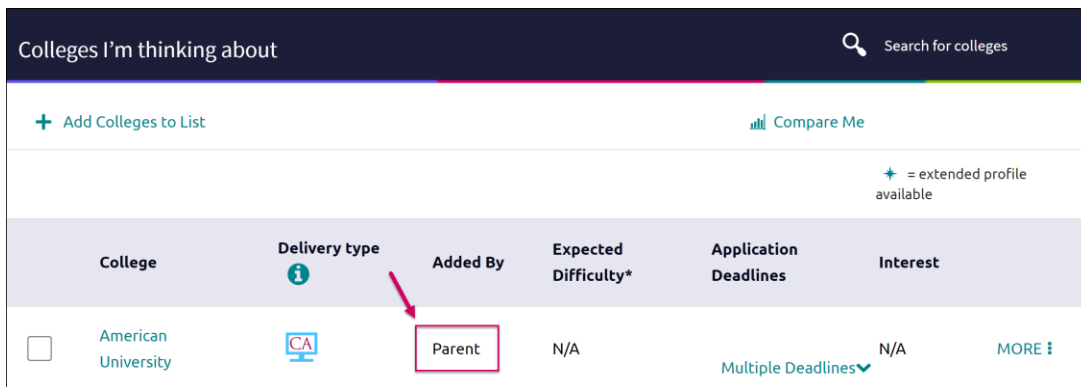 Colleges I'm thinking about
Search for colleges
+ Add Colleges to List
Compare Me
= extended profile
available
College
Delivery type
Added By
Expected
Difficulty*
Application
Deadlines
Interest
American
University
CA
Parent
N/A
Multiple Deadlines
N/A
MORE